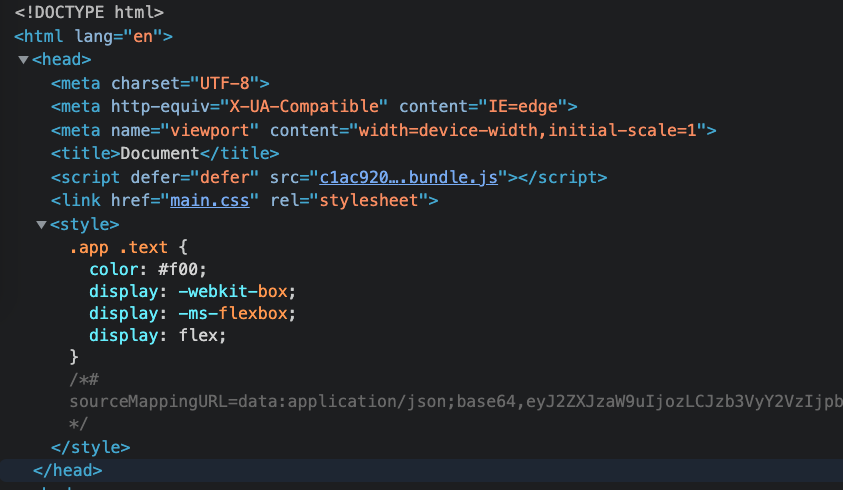 <!DOCTYPE html>
<html lang="en">
▼<head>
<meta charset="UTF-8">
<meta http-equiv="X-UA-Compatible" content="IE=edge">
<meta name="viewport" content="width=device-width,initial-scale=1">
<title>Document</title>
<script defer="defer" src="c1ac920….bundle.js"></script>
<link href="main.css" rel="stylesheet">
▼<style>
.app .text {
color: #f00;
display: -webkit-box;
display: -ms-flexbox;
display: flex;
}
/*#
sourceMappingURL=data:application/json;base64,eyJ2ZXJzaW9uIjozLCJzb3VyY2VzIjpb
*/
</style>
</head>